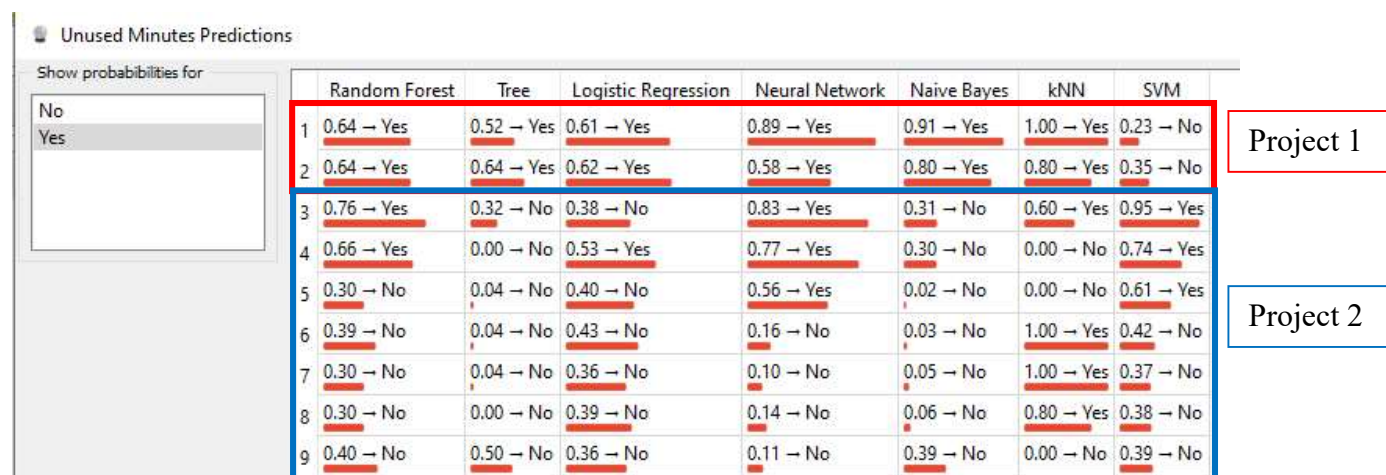 Unused Minutes Predictions
Show probabibilities for
No
Yes
Random Forest Tree Logistic Regression Neural Network Naive Bayes kNN SVM
1 0.64 → Yes 0.52 → Yes 0.61 → Yes 0.89 → Yes 0.91 → Yes 1.00 → Yes 0.23 → No
2 0.64 → Yes 0.64 → Yes 0.62 → Yes 0.58 → Yes 0.80 → Yes 0.80 → Yes 0.35 → No
Project 1
3 0.76 → Yes 0.32 → No 0.38 → No 0.83 → Yes 0.31 → No 0.60 → Yes 0.95 → Yes
4 0.66 → Yes 0.00 → No 0.53 → Yes 0.77 → Yes 0.30 → No 0.00 → No 0.74 → Yes
5 0.30 → No 0.04 → No 0.40 → No 0.56 → Yes 0.02 → No 0.00 → No 0.61 → Yes
6 0.39 → No 0.04 → No 0.43 → No 0.16 → No 0.03 → No 1.00 → Yes 0.42 → No
Project 2
7 0.30 → No 0.04 → No 0.36 → No 0.10 → No 0.05 → No 1.00 → Yes 0.37 → No
8 0.30 → No 0.00 → No 0.39 → No 0.14 → No 0.06 → No 0.80 → Yes 0.38 → No
9 0.40 → No 0.50 → No 0.36 → No 0.11 → No 0.39 → No 0.00 → No 0.39 → No